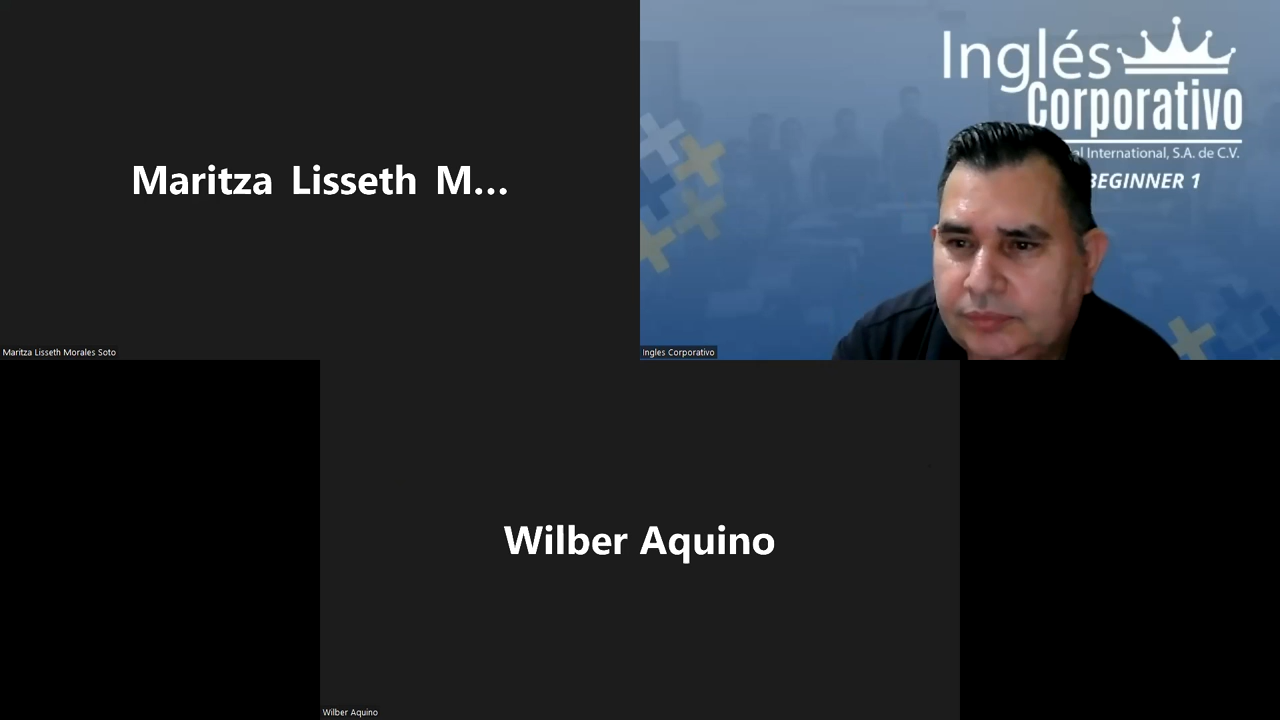 Maritza Lisseth M...
Maritza Lisseth Morales Soto
Inglés
Corporativo
al International, S.A. de C.V.
BEGINNER 1
Ingles Corporativo
Wilber Aquino
Wilber Aquino